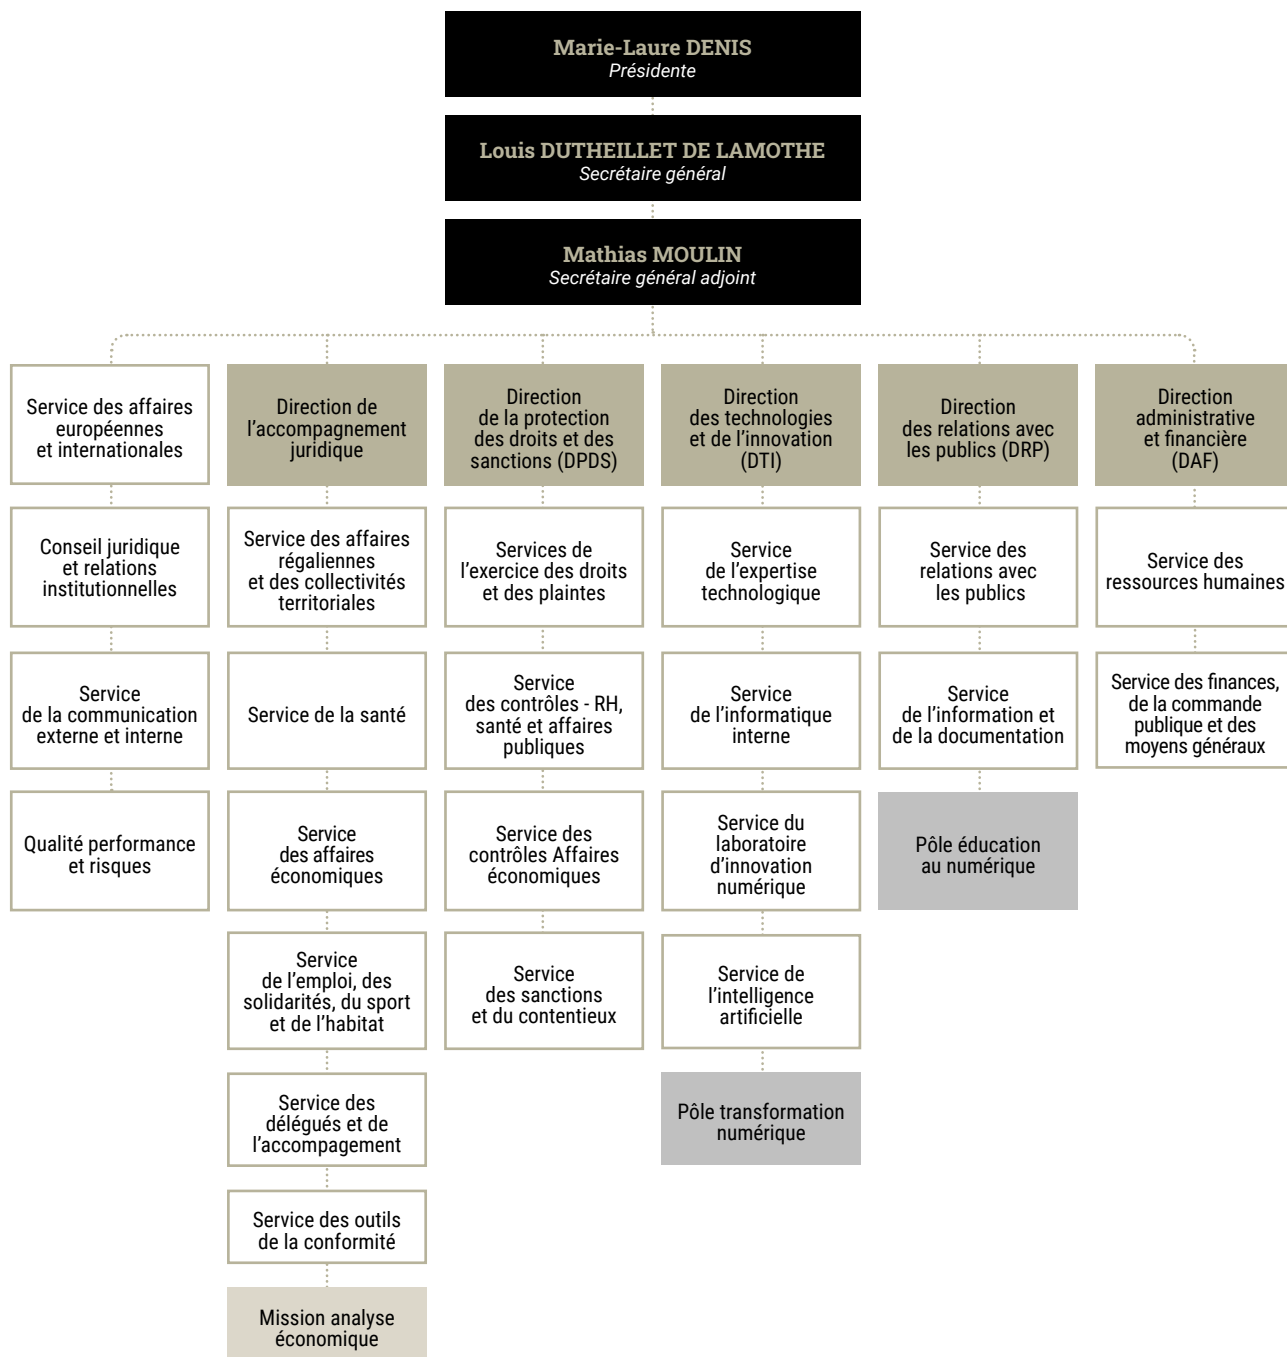 Marie-Laure DENIS
Présidente
Louis DUTHEILLET DE LAMOTHE
Secrétaire général
Mathias MOULIN
Secrétaire général adjoint
Service des affaires
européennes
et internationales
Conseil juridique
et relations
institutionnelles
Service
de la communication
externe et interne
Qualité performance
et risques
Direction de
l’accompagnement
juridique
Service des affaires
régaliennes
et des collectivités
territoriales
Service de la santé
Service
des affaires
économiques
Service
de l’emploi, des
solidarités, du sport
et de l’habitat
Service des
délégués et de
l’accompagement
Service des outils
de la conformité
Mission analyse
économique
Direction
de la protection
des droits et des
sanctions (DPDS)
Services de
l’exercice des droits
et des plaintes
Service
des contrôles - RH,
santé et affaires
publiques
Service des
contrôles Affaires
économiques
Service
des sanctions
et du contentieux
Direction
des technologies
et de l’innovation
(DTI)
Service
de l’expertise
technologique
Service
de l’informatique
interne
Service du
laboratoire
d’innovation
numérique
Service de
l’intelligence
artificielle
Pôle transformation
numérique
Direction
des relations avec
les publics (DRP)
Service des
relations avec
les publics
Service
de l’information et
de la documentation
Pôle éducation
au numérique
Direction
administrative
et financière
(DAF)
Service des
ressources humaines
Service des finances,
de la commande
publique et des
moyens généraux